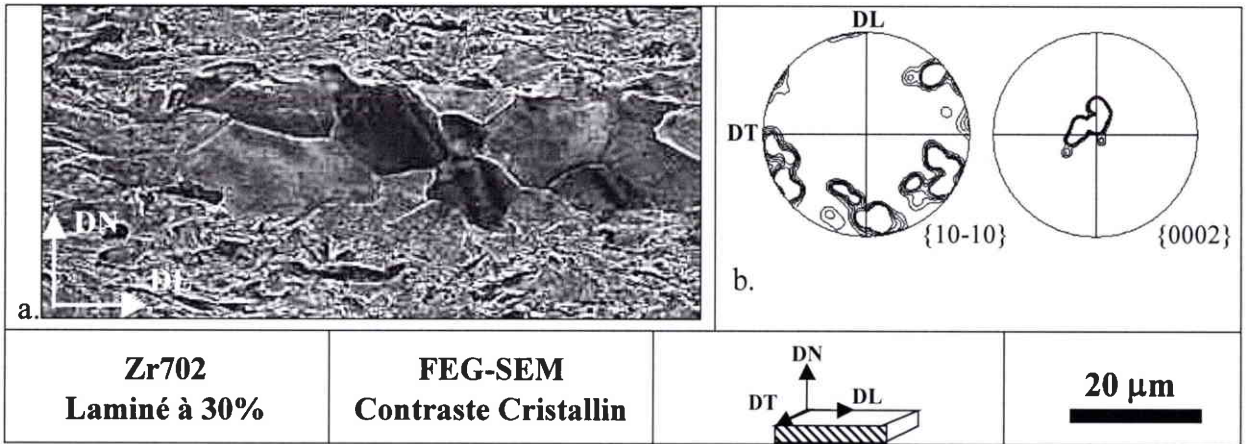 DN
DL
a.
DL
DT
{10-10}
{0002}
b.
Zr702
Laminé à 30%
FEG-SEM
Contraste Cristallin
DN
DT
DL
20 µm